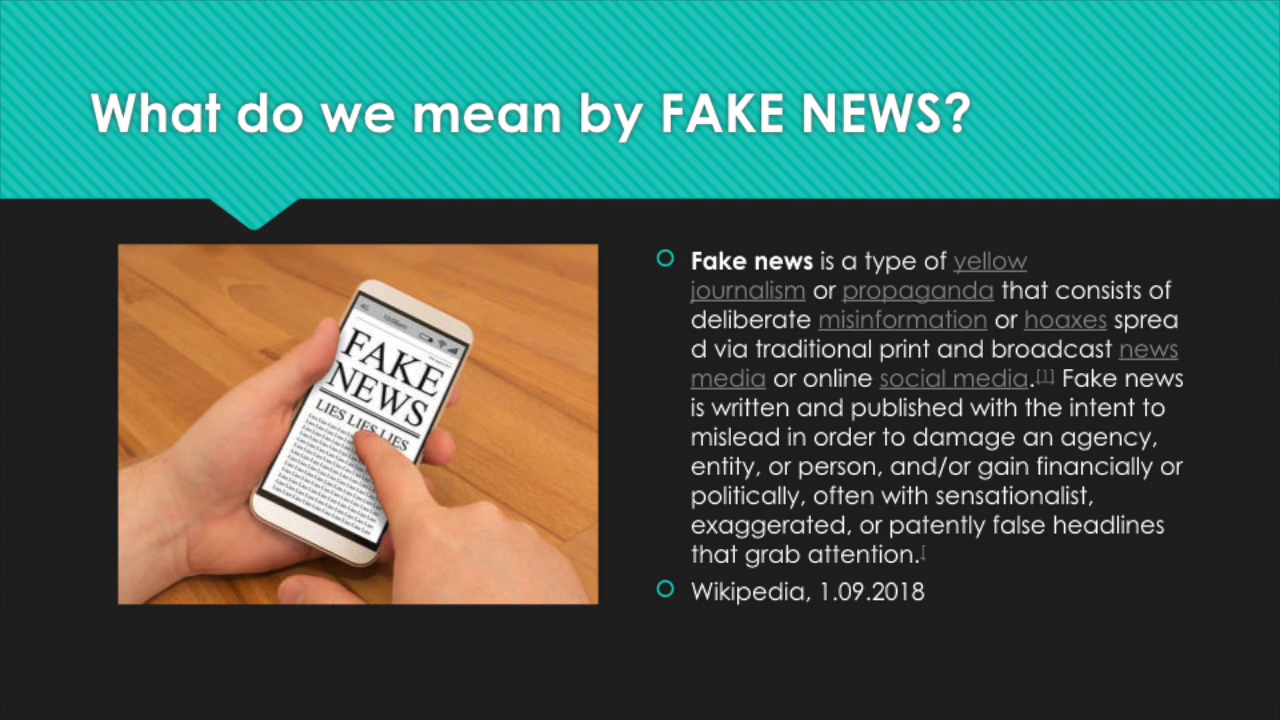 What do we mean by FAKE NEWS?
FAKE
NEWS
LIES LIES LIES
Fake news is a type of yellow
journalism or propaganda that consists of
deliberate misinformation or hoaxes sprea
d via traditional print and broadcast news
media or online social media.[1] Fake news
is written and published with the intent to
mislead in order to damage an agency,
entity, or person, and/or gain financially or
politically, often with sensationalist,
exaggerated, or patently false headlines
that grab attention.[
Wikipedia, 1.09.2018